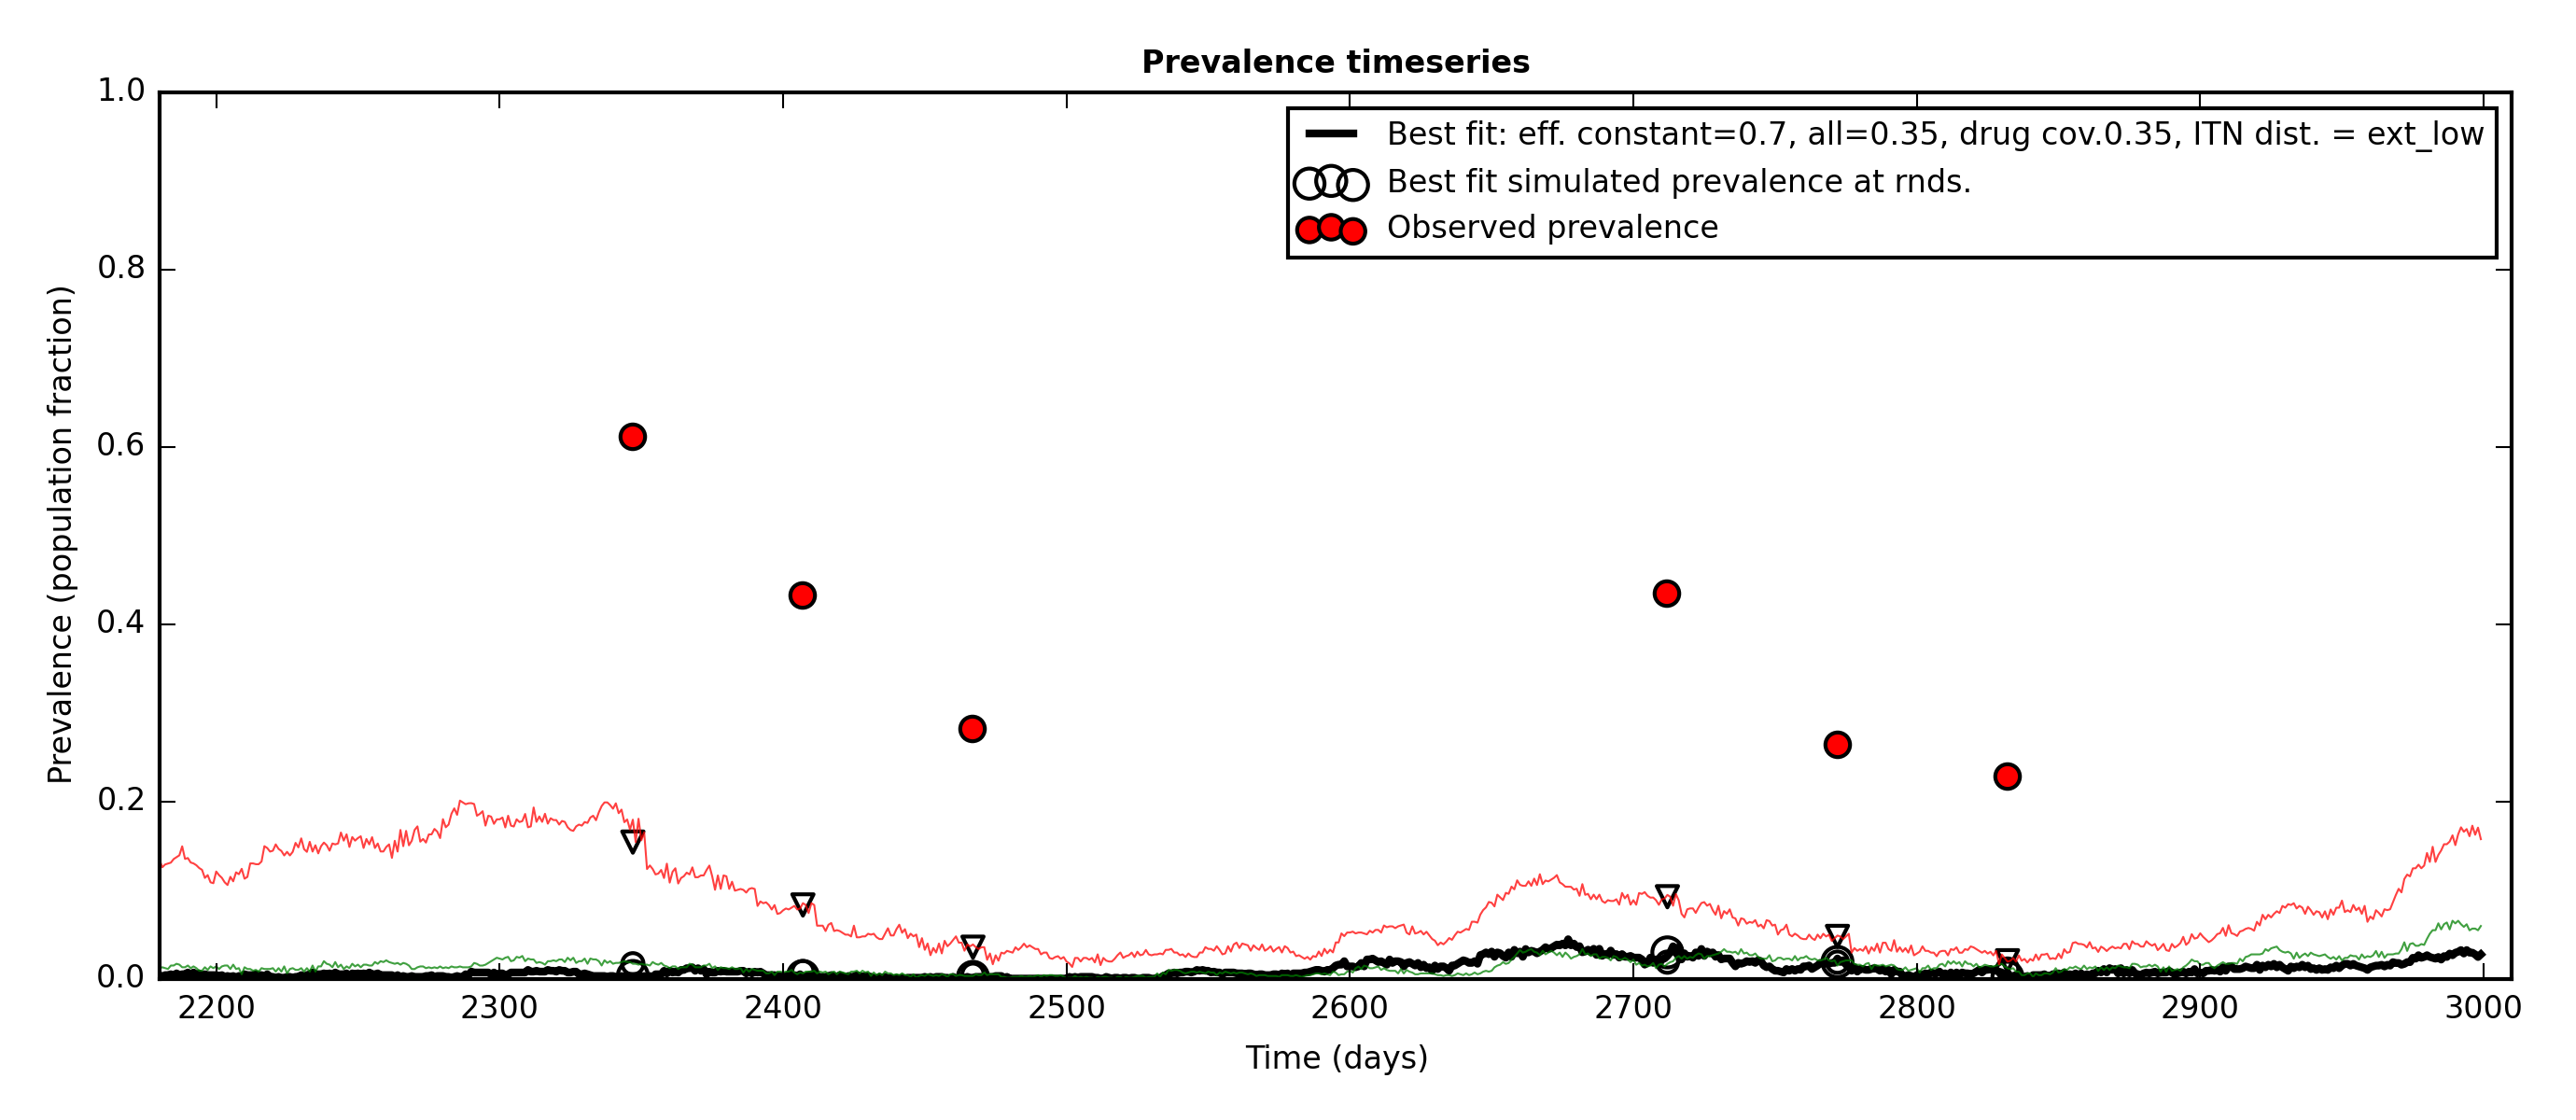 Prevalence timeseries
1.0
0.8
0.6
0.4
0.2
0.0
Prevalence (population fraction)
Best fit: eff. constant=0.7, all=0.35, drug cov.0.35, ITN dist. = ext_low
Best fit simulated prevalence at rnds.
Observed prevalence
2200 2300 2400 2500 2600 2700 2800 2900 3000
Time (days)